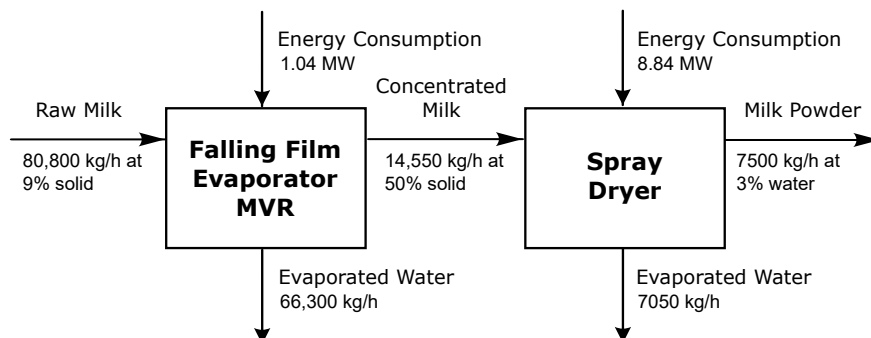 Energy Consumption
1.04 MW
Energy Consumption
8.84 MW
Raw Milk
80,800 kg/h at
9% solid
Falling Film
Evaporator
MVR
Concentrated
Milk
14,550 kg/h at
50% solid
Spray
Dryer
Milk Powder
7500 kg/h at
3% water
Evaporated Water
66,300 kg/h
Evaporated Water
7050 kg/h